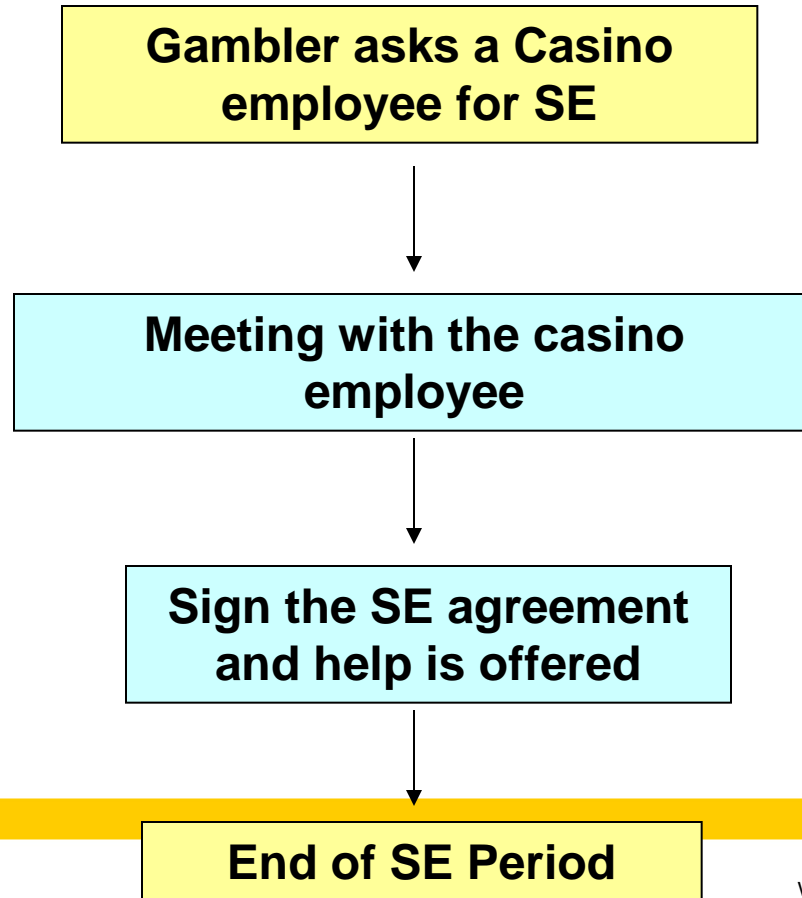 Gambler asks a Casino
employee for SE
Meeting with the casino
employee
Sign the SE agreement
and help is offered
End of SE Period